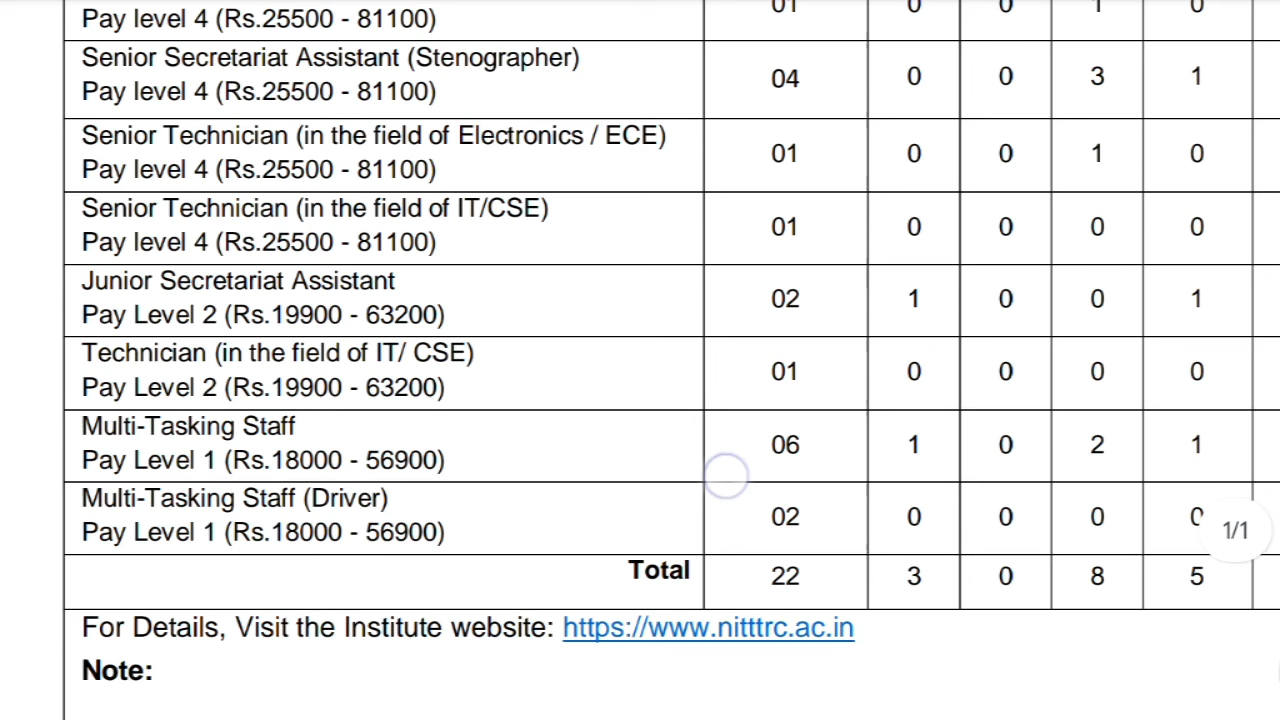 Pay level 4 (Rs.25500 - 81100) 01 0 0 1 0
Senior Secretariat Assistant (Stenographer)
Pay level 4 (Rs.25500 - 81100) 04 0 0 3 1
Senior Technician (in the field of Electronics / ECE)
Pay level 4 (Rs.25500 - 81100) 01 0 0 1 0
Senior Technician (in the field of IT/CSE)
Pay level 4 (Rs.25500 - 81100) 01 0 0 0 0
Junior Secretariat Assistant
Pay Level 2 (Rs.19900 - 63200) 02 1 0 0 1
Technician (in the field of IT/ CSE)
Pay Level 2 (Rs.19900 - 63200) 01 0 0 0 0
Multi-Tasking Staff
Pay Level 1 (Rs.18000 - 56900) 06 1 0 2 1
Multi-Tasking Staff (Driver)
Pay Level 1 (Rs.18000 - 56900) 02 0 0 0 0
1/1
Total 22 3 0 8 5
For Details, Visit the Institute website: https://www.nitttrc.ac.in
Note: